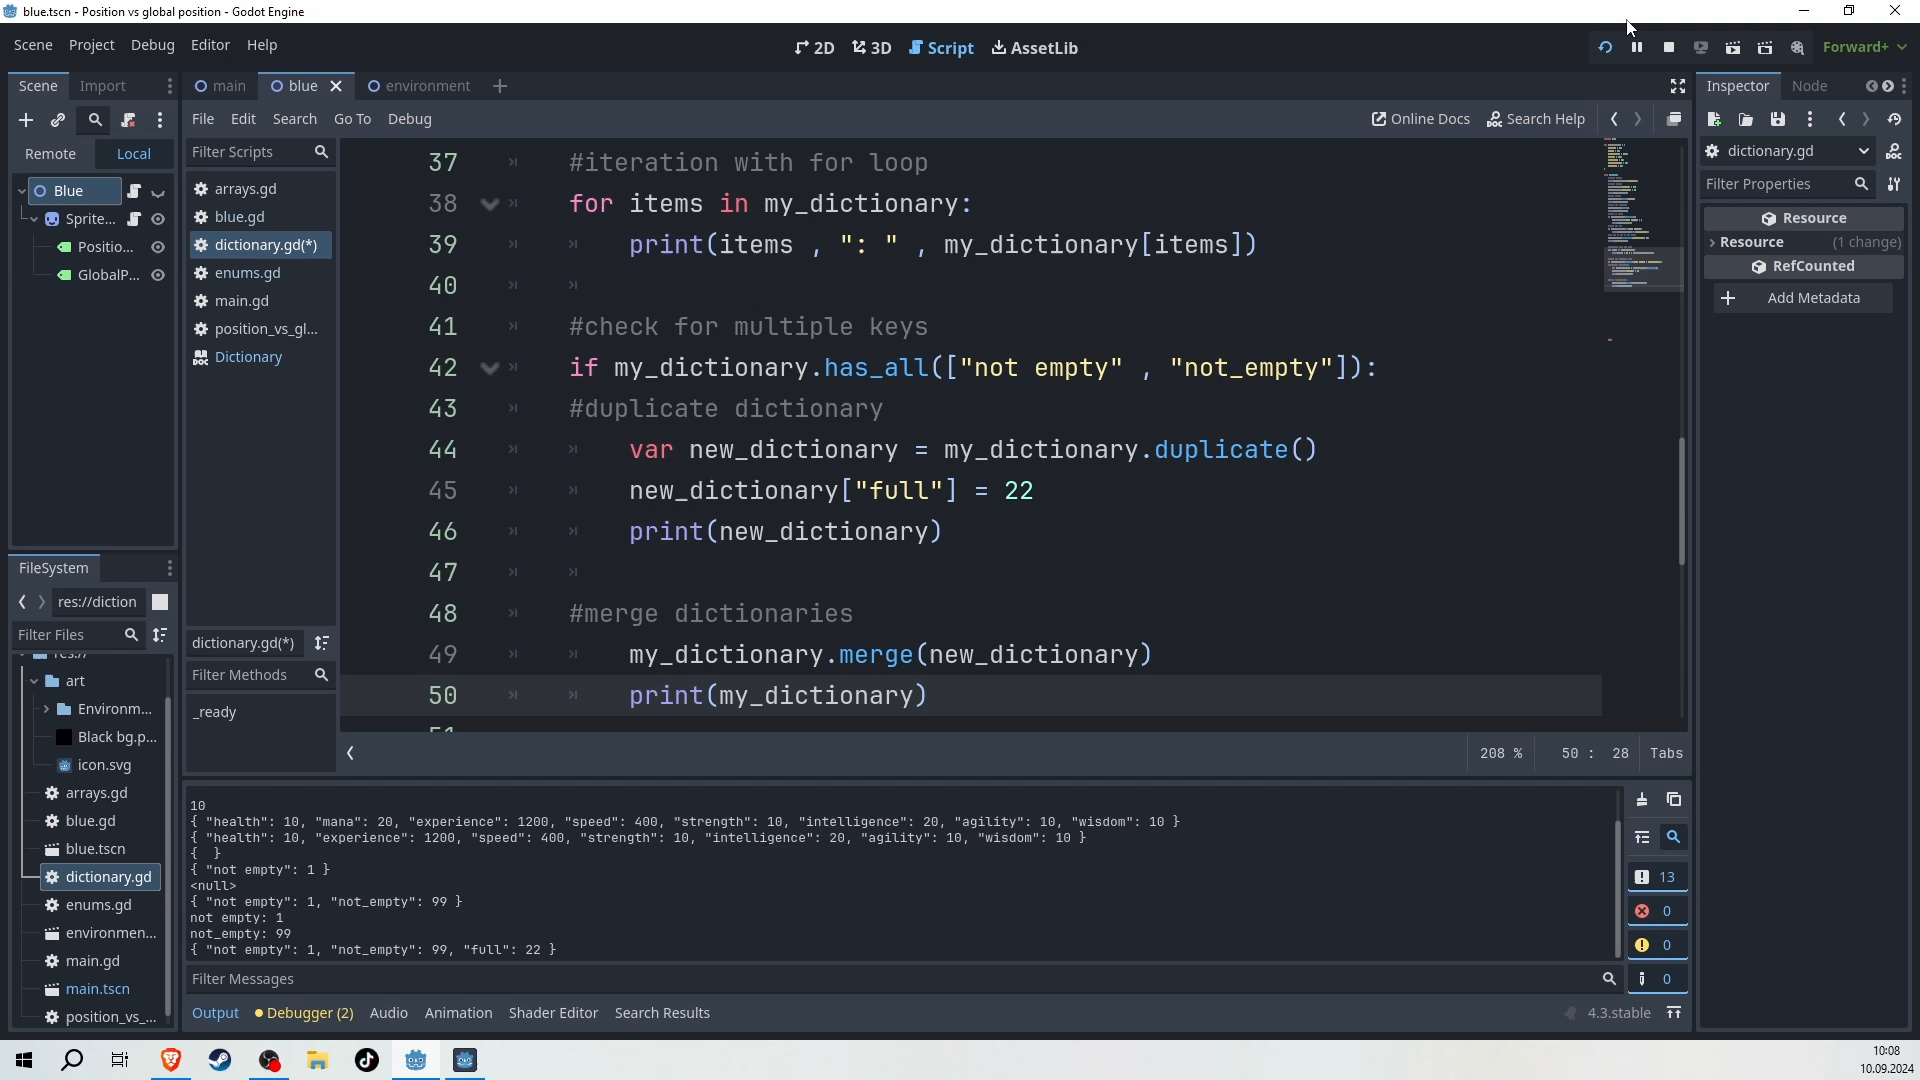 blue.tscn - Position vs global position - Godot Engine
Scene Project Debug Editor Help
2D 3D Script AssetLib
Forward+
Scene Import
main blue environment
Inspector Node
File Edit Search Go To Debug
Online Docs Search Help
Remote Local
Filter Scripts
dictionary.gd
Filter Properties
Blue
Sprite...
Positio...
GlobalP...
arrays.gd
blue.gd
dictionary.gd(*)
enums.gd
main.gd
position_vs_gl...
Dictionary
37 #iteration with for loop
38 for items in my_dictionary:
39 print(items , ": " , my_dictionary[items])
40
41 #check for multiple keys
42 if my_dictionary.has_all(["not empty" , "not_empty"]):
43 #duplicate dictionary
44 var new_dictionary = my_dictionary.duplicate()
45 new_dictionary["full"] = 22
46 print(new_dictionary)
47
48 #merge dictionaries
49 my_dictionary.merge(new_dictionary)
50 print(my_dictionary)
Resource
Resource (1 change)
RefCounted
Add Metadata
FileSystem
res://diction
Filter Files
dictionary.gd(*)
Filter Methods
_ready
208 % 50 : 28 Tabs
res://
art
Environm...
Black bg.p...
icon.svg
arrays.gd
blue.gd
blue.tscn
dictionary.gd
enums.gd
environmen...
main.gd
main.tscn
position_vs_...
10
{ "health": 10, "mana": 20, "experience": 1200, "speed": 400, "strength": 10, "intelligence": 20, "agility": 10, "wisdom": 10 }
{ "health": 10, "experience": 1200, "speed": 400, "strength": 10, "intelligence": 20, "agility": 10, "wisdom": 10 }
{ }
{ "not empty": 1 }
<null>
{ "not empty": 1, "not_empty": 99 }
not empty: 1
not_empty: 99
{ "not empty": 1, "not_empty": 99, "full": 22 }
13
0
0
0
Filter Messages
Output Debugger (2) Audio Animation Shader Editor Search Results
4.3.stable
10:08
10.09.2024